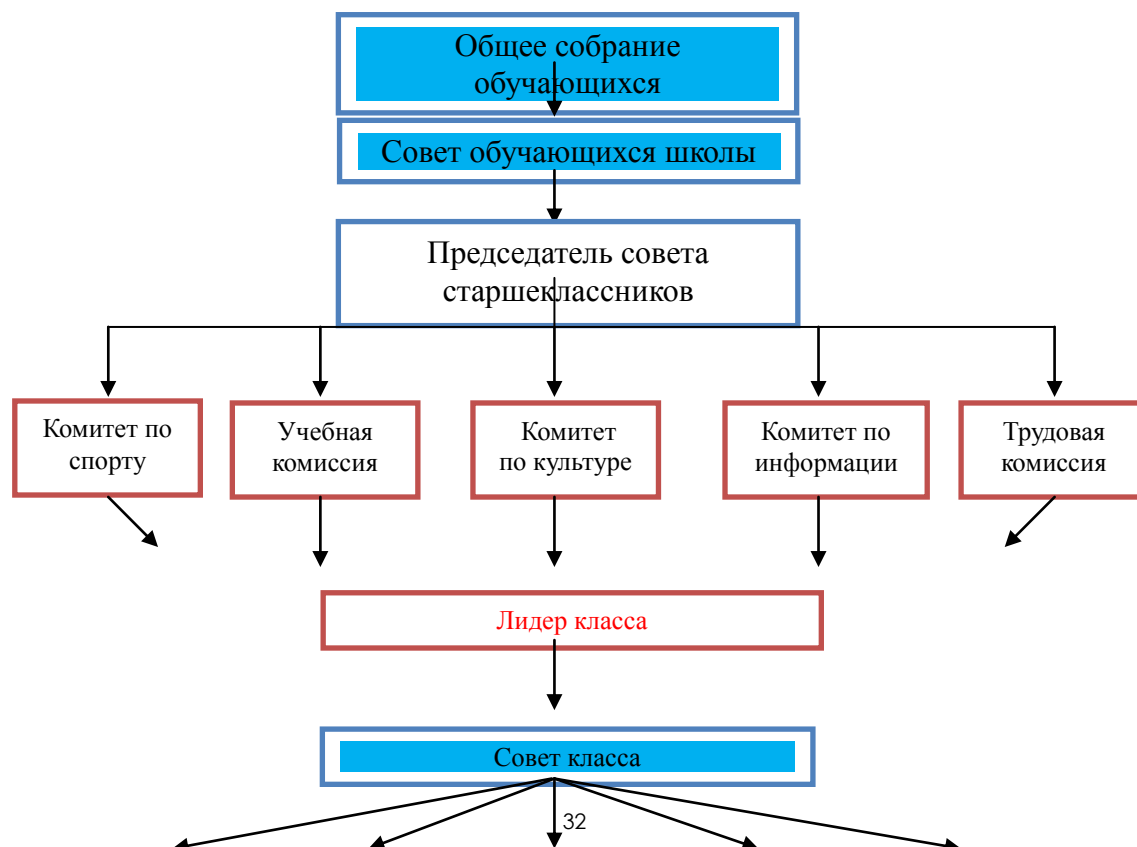 Общее собрание
обучающихся
Совет обучающихся школы
Председатель совета
старшеклассников
Комитет по
спорту
Учебная
комиссия
Комитет
по культуре
Комитет по
информации
Трудовая
комиссия
Лидер класса
Совет класса
32